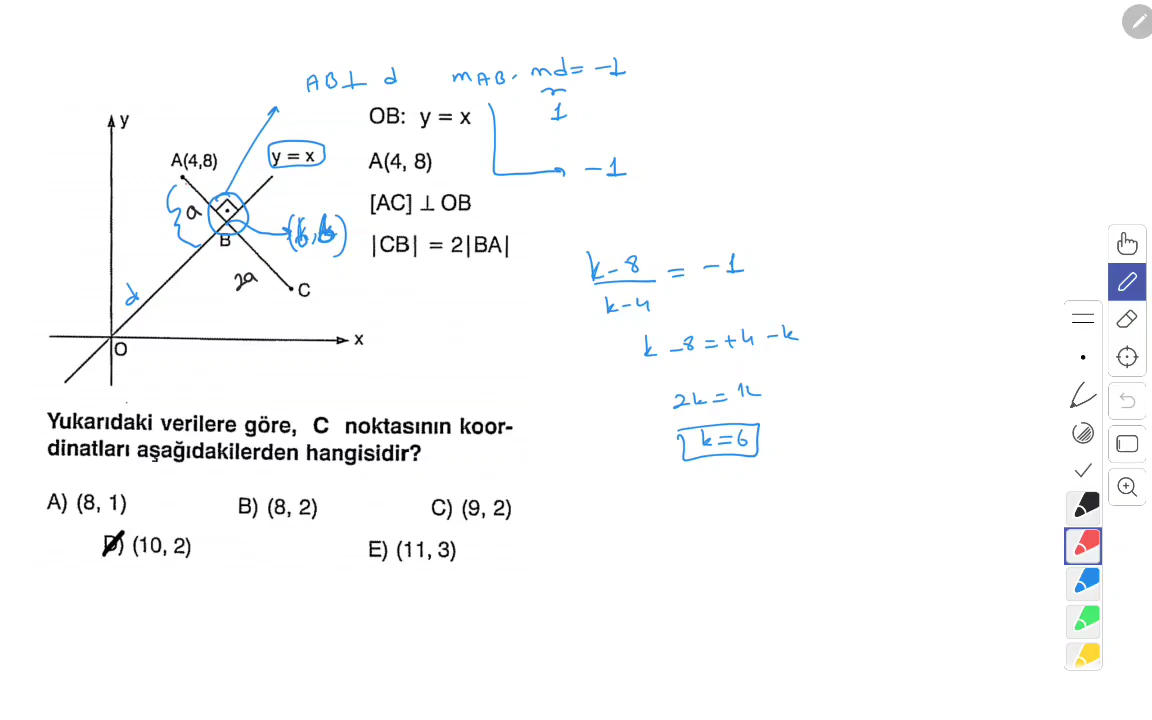 AB⊥ d mAB. md= -1
1
-1
y
OB: y = x
A(4,8)
y = x
A(4, 8)
a
[AC] ⊥ OB
B
(k,k)
|CB| = 2|BA|
2a
C
d
O
x
k-8 / k-4 = -1
k -8 = +4 -k
2k = 12
k=6
Yukarıdaki verilere göre, C noktasının koor-
dinatları aşağıdakilerden hangisidir?
A) (8, 1) B) (8, 2) C) (9, 2)
D) (10, 2) E) (11, 3)